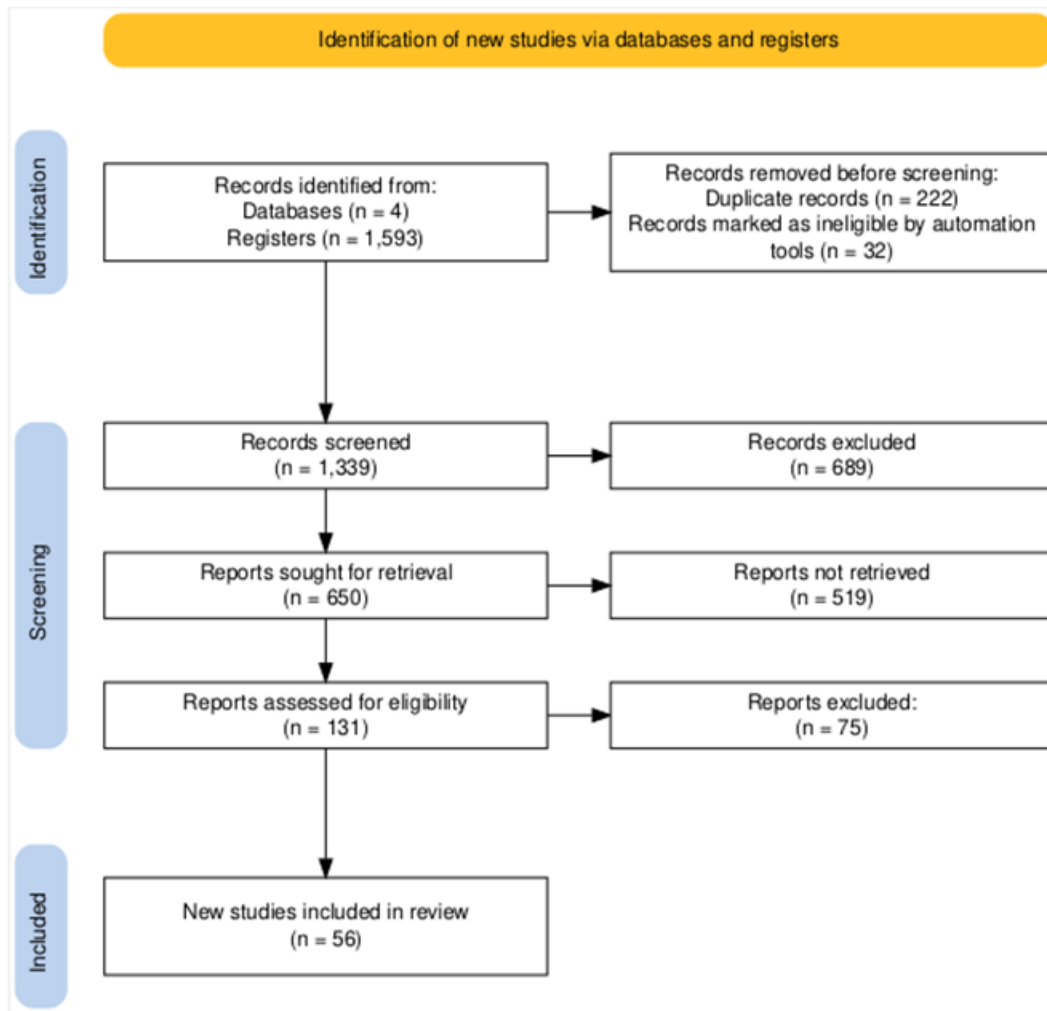 Identification of new studies via databases and registers
Identification
Records identified from:
Databases (n = 4)
Registers (n = 1,593)
Records removed before screening:
Duplicate records (n = 222)
Records marked as ineligible by automation
tools (n = 32)
Screening
Records screened
(n = 1,339)
Records excluded
(n = 689)
Reports sought for retrieval
(n = 650)
Reports not retrieved
(n = 519)
Reports assessed for eligibility
(n = 131)
Reports excluded:
(n = 75)
Included
New studies included in review
(n = 56)